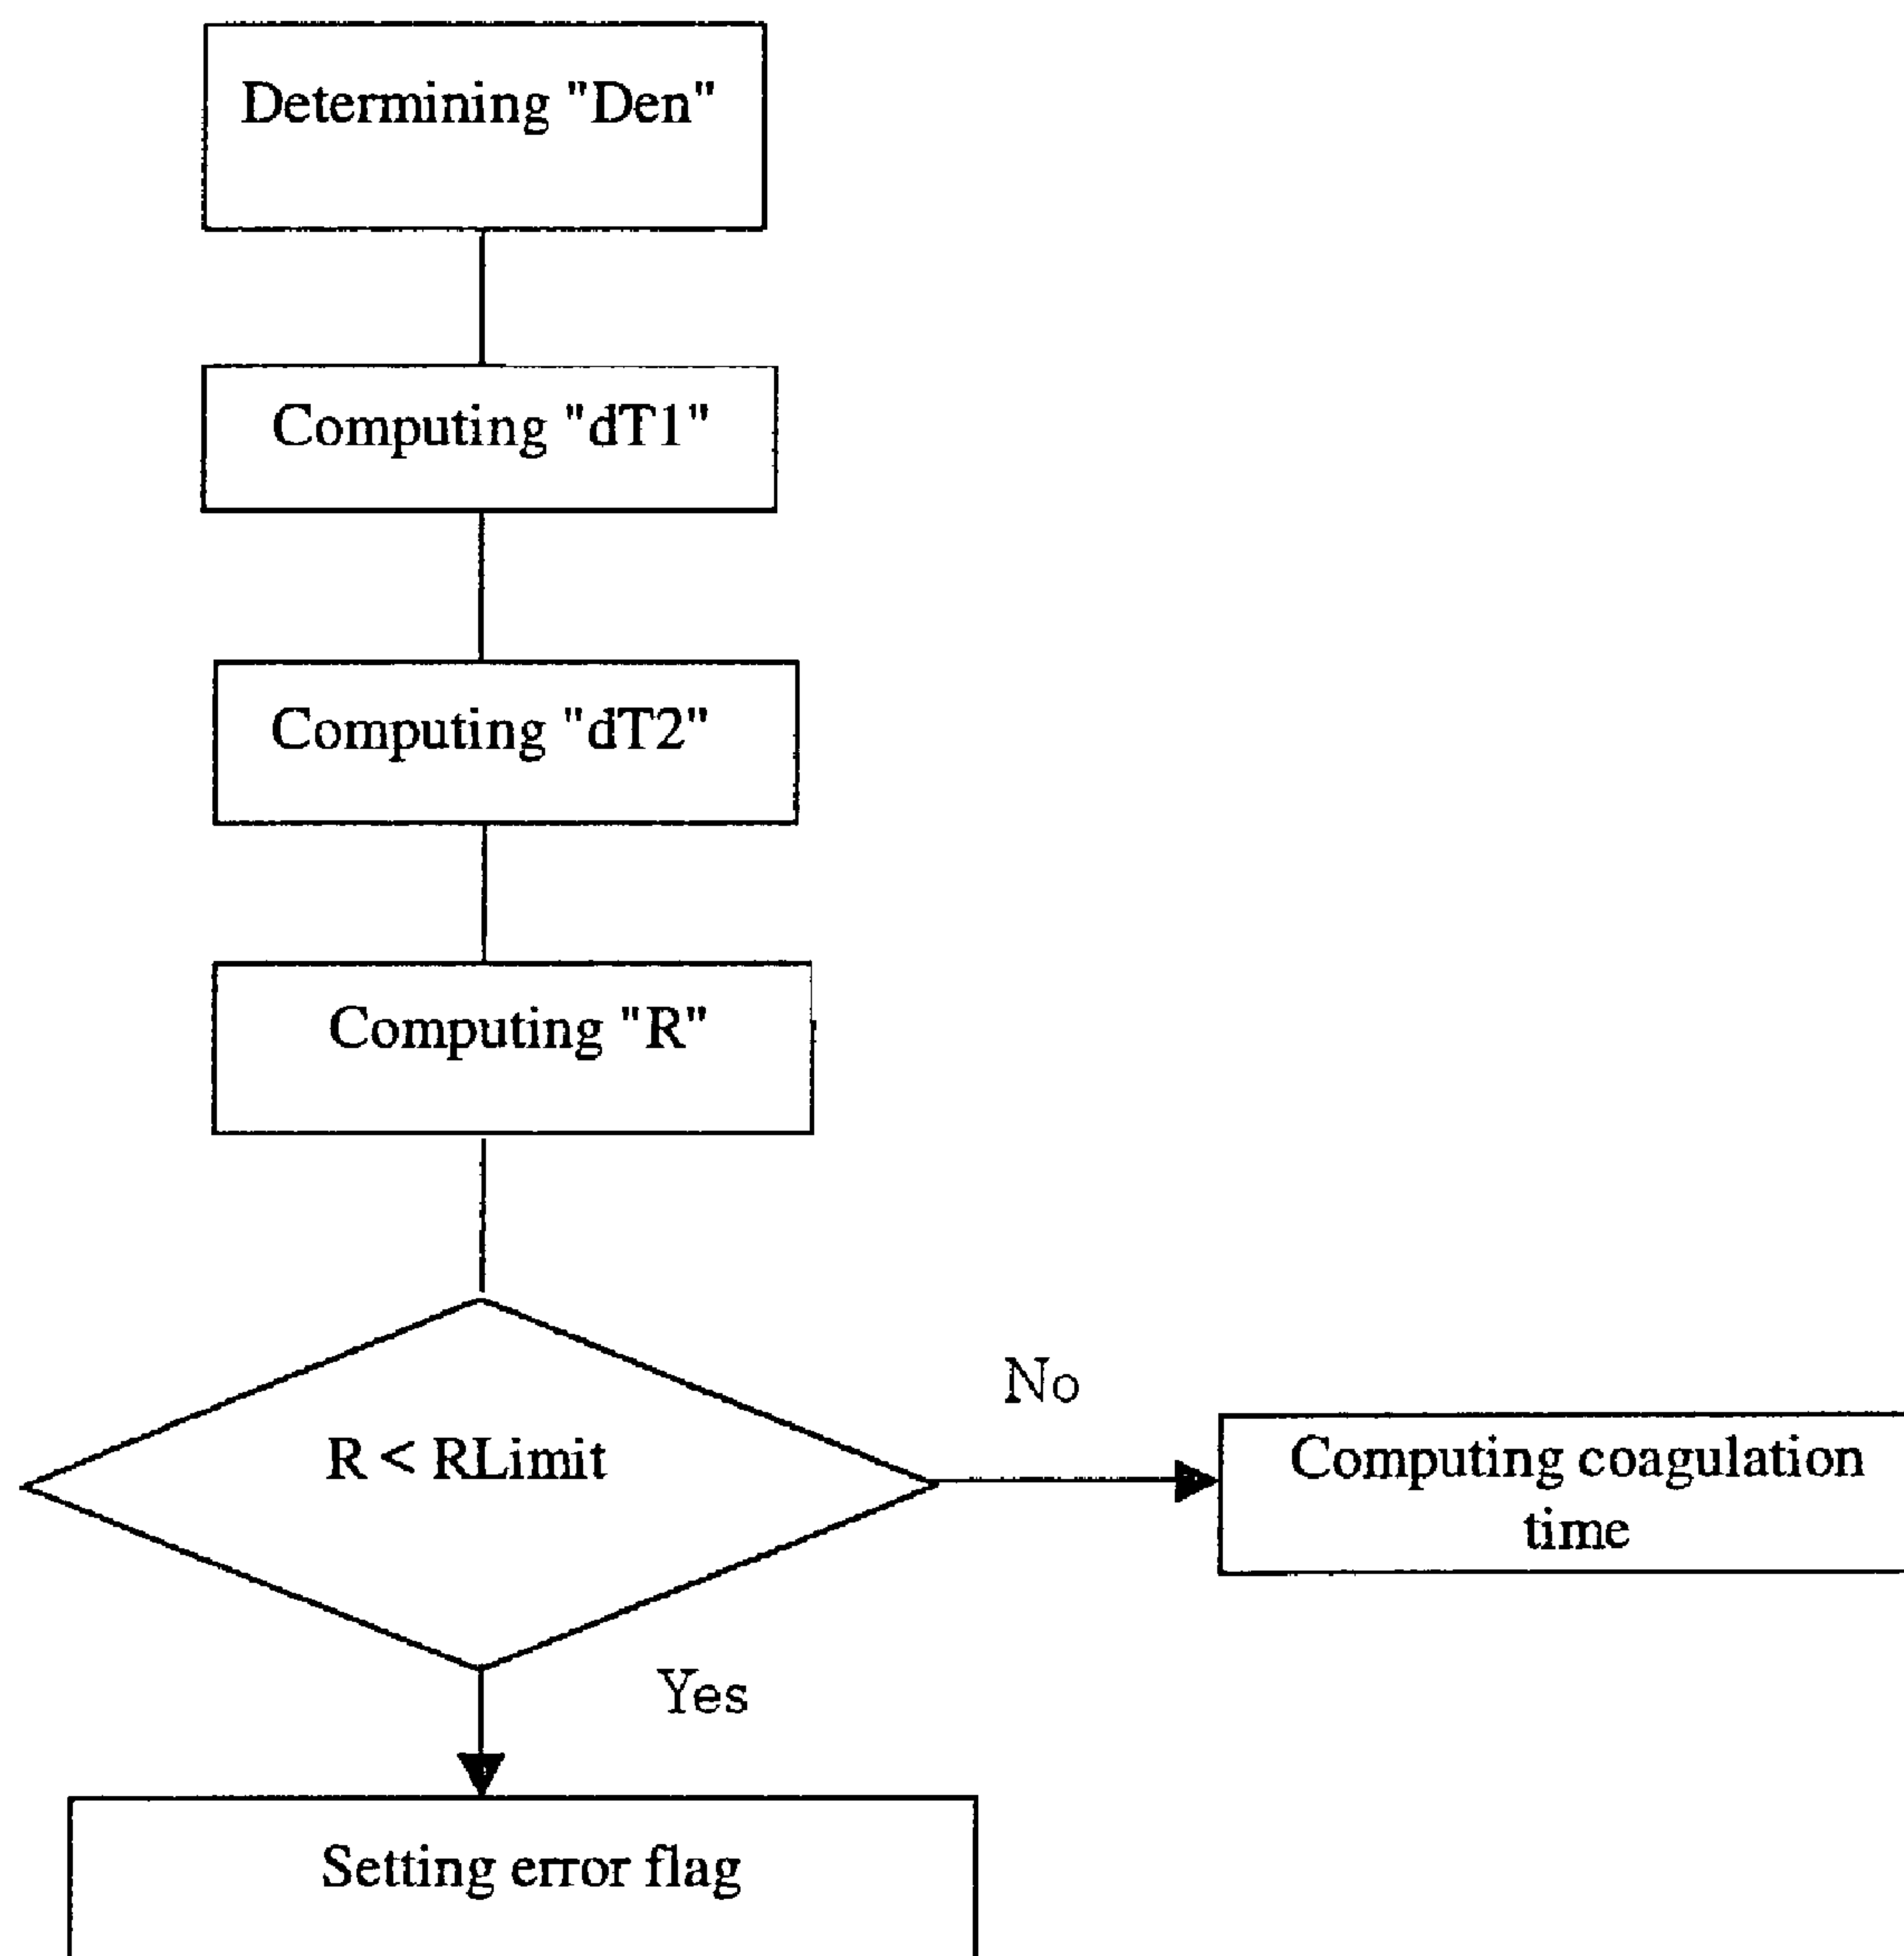 Determining "Den"
Computing "dT1"
Computing "dT2"
Computing "R"
R < RLimit
No
Computing coagulation
time
Yes
Setting error flag